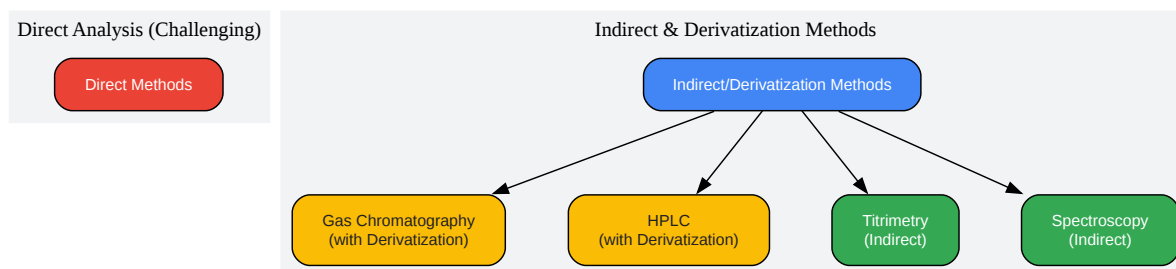 Direct Analysis (Challenging)
Direct Methods
Indirect & Derivatization Methods
Indirect/Derivatization Methods
Gas Chromatography
(with Derivatization)
HPLC
(with Derivatization)
Titrimetry
(Indirect)
Spectroscopy
(Indirect)